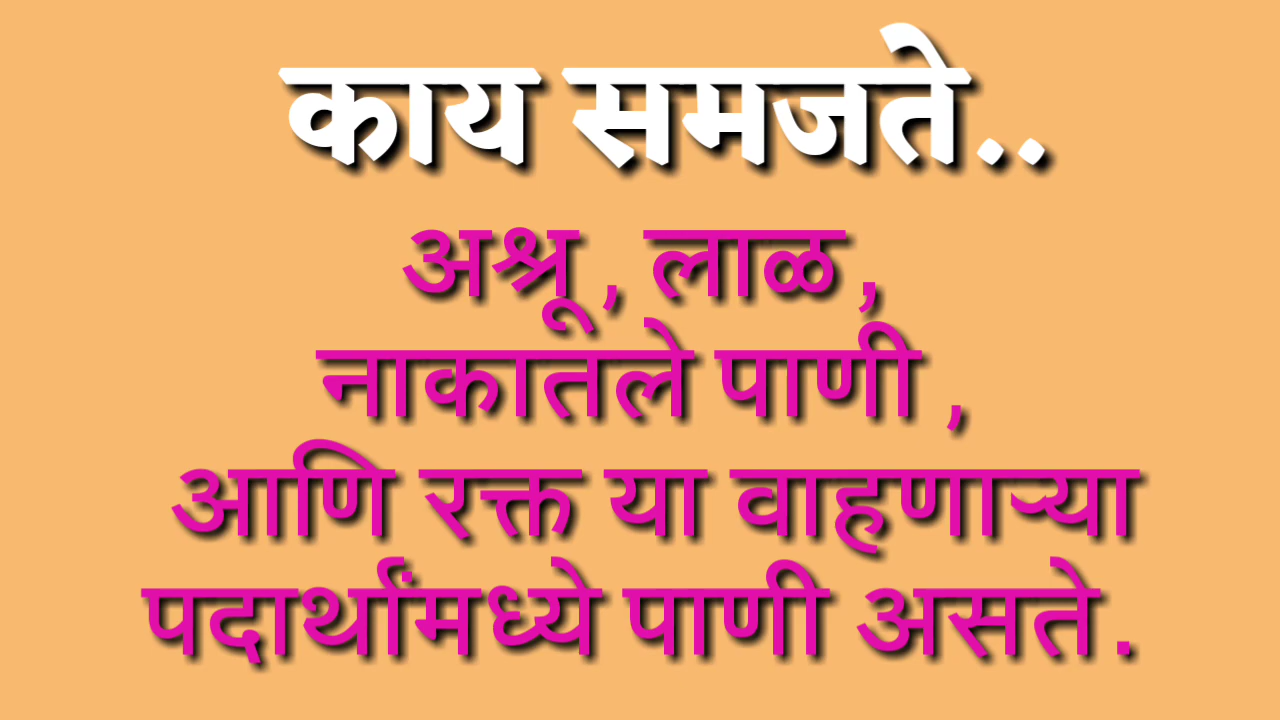 काय समजते..
अश्रू , लाळ ,
नाकातले पाणी ,
आणि रक्त या वाहणाऱ्या
पदार्थांमध्ये पाणी असते .